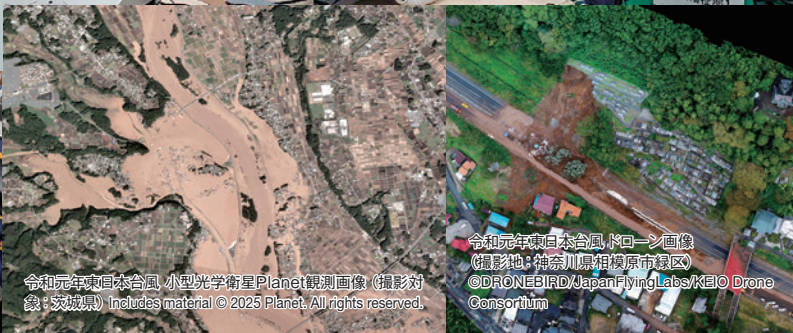 令和元年東日本台風 小型光学衛星Planet観測画像（撮影対
象：茨城県）Includes material © 2025 Planet. All rights reserved.
令和元年東日本台風 ドローン画像
（撮影地：神奈川県相模原市緑区）
©DRONEBIRD/JapanFlyingLabs/KEIO Drone
Consortium